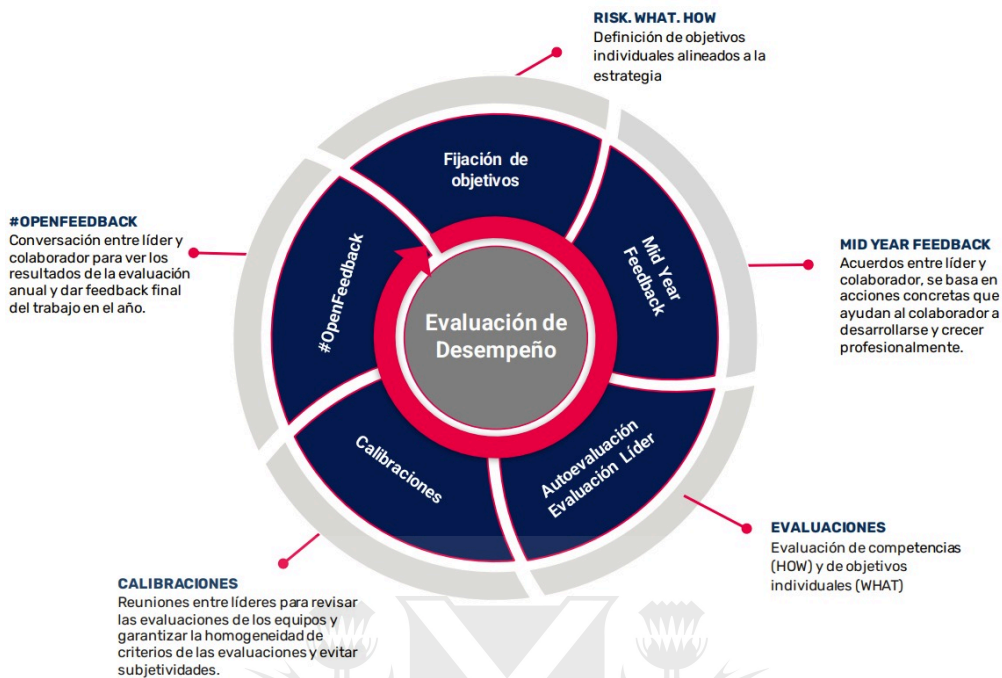 RISK. WHAT. HOW
Definición de objetivos
individuales alineados a la
estrategia
Fijación de
objetivos
Mid Year
Feedback
MID YEAR FEEDBACK
Acuerdos entre líder y
colaborador, se basa en
acciones concretas que
ayudan al colaborador a
desarrollarse y crecer
profesionalmente.
Autoevaluación
Evaluación Líder
EVALUACIONES
Evaluación de competencias
(HOW) y de objetivos
individuales (WHAT)
Calibraciones
CALIBRACIONES
Reuniones entre líderes para revisar
las evaluaciones de los equipos y
garantizar la homogeneidad de
criterios de las evaluaciones y evitar
subjetividades.
#OpenFeedback
#OPENFEEDBACK
Conversación entre líder y
colaborador para ver los
resultados de la evaluación
anual y dar feedback final
del trabajo en el año.
Evaluación de
Desempeño